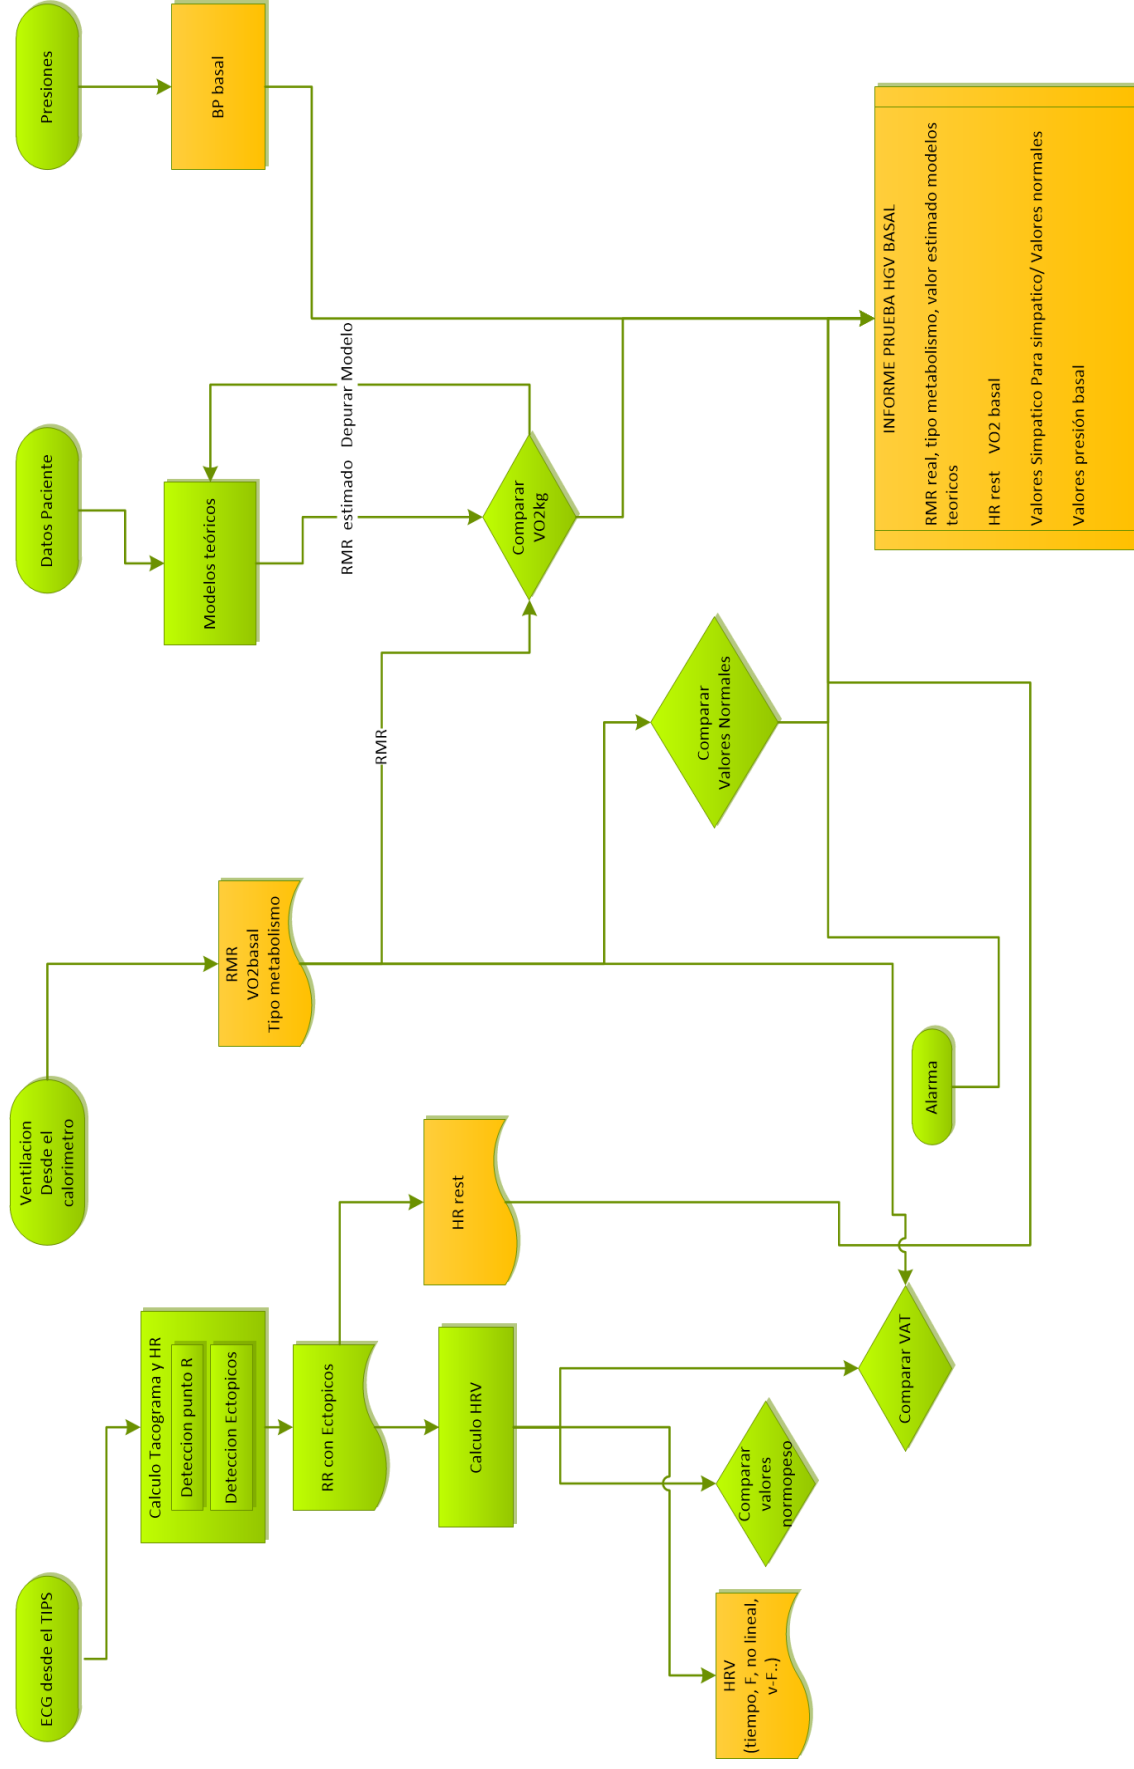 ECG desde el TIPS
Ventilacion
Desde el
calorimetro
Datos Paciente
Presiones
Calculo Tacograma y HR
Deteccion punto R
Deteccion Ectopicos
RMR
VO2basal
Tipo metabolismo
Modelos teóricos
BP basal
RR con Ectopicos
HR rest
RMR
RMR estimado
Depurar Modelo
Calculo HRV
Comparar
VO2kg
HRV
(tiempo, F, no lineal,
v-F..)
Comparar
valores
normopeso
Comparar
Valores Normales
Comparar VAT
Alarma
INFORME PRUEBA HGV BASAL
RMR real, tipo metabolismo, valor estimado modelos
teoricos
HR rest VO2 basal
Valores Simpatico Para simpatico/ Valores normales
Valores presión basal